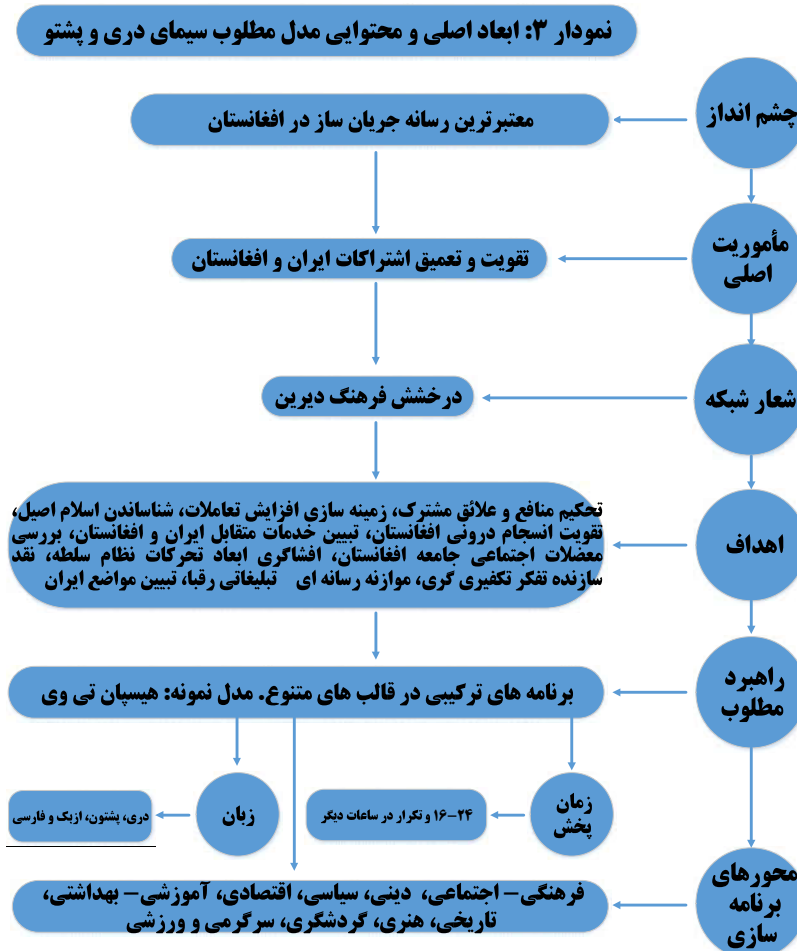 نمودار ۳: ابعاد اصلی و محتوایی مدل مطلوب سیمای دری و پشتو
چشم انداز
معتبرترین رسانه جریان ساز در افغانستان
مأموریت
اصلی
تقویت و تعمیق اشتراکات ایران و افغانستان
شعار شبکه
درخشش فرهنگ دیرین
اهداف
تحکیم منافع و علائق مشترک، زمینه سازی افزایش تعاملات، شناساندن اسلام اصیل،
تقویت انسجام درونی افغانستان، تبیین خدمات متقابل ایران و افغانستان، بررسی
معضلات اجتماعی جامعه افغانستان، افشاگری ابعاد تحرکات نظام سلطه، نقد
سازنده تفکر تکفیری گری، موازنه رسانه ای تبلیغاتی رقبا، تبیین مواضع ایران
راهبرد
مطلوب
برنامه های ترکیبی در قالب های متنوع. مدل نمونه: هیسپان تی وی
زمان
پخش
۱۶-۲۴ و تکرار در ساعات دیگر
زبان
دری، پشتون، ازبک و فارسی
محورهای
برنامه
سازی
فرهنگی- اجتماعی، دینی، سیاسی، اقتصادی، آموزشی- بهداشتی،
تاریخی، هنری، گردشگری، سرگرمی و ورزشی